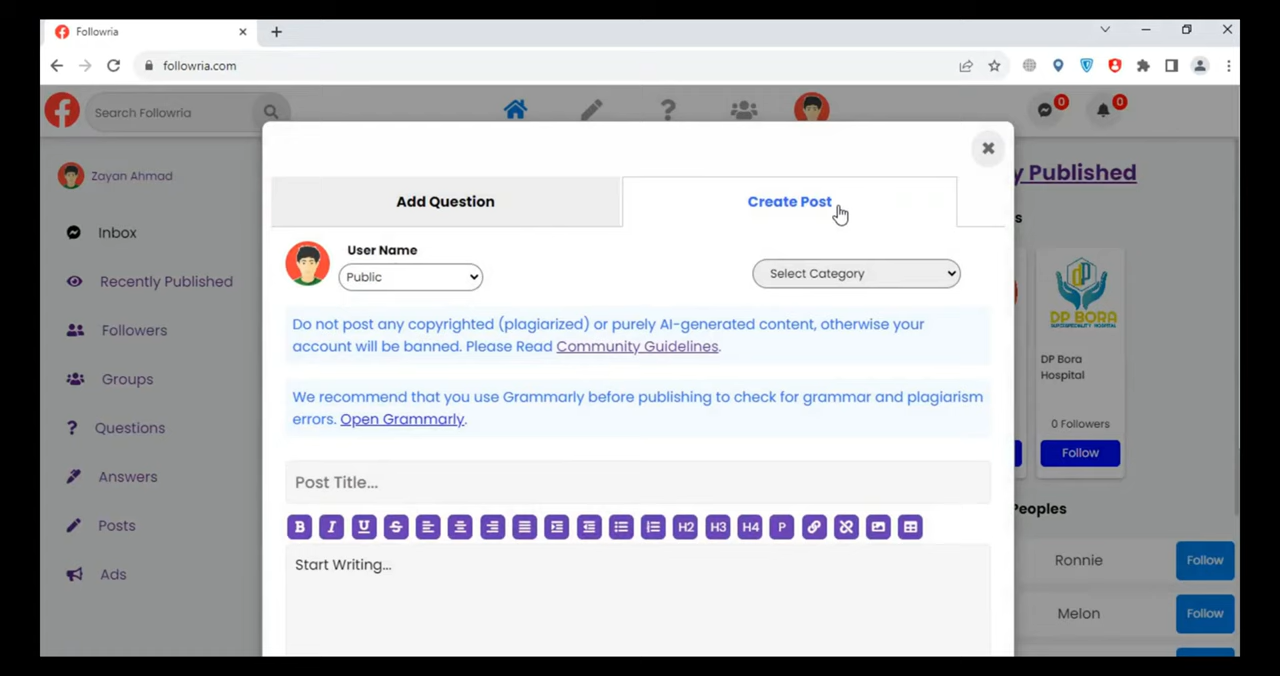 Followria
followria.com
Search Followria
0
0
Zayan Ahmad
Inbox
Recently Published
Followers
Groups
Questions
Answers
Posts
Ads
Add Question
Create Post
User Name
Public
Select Category
Do not post any copyrighted (plagiarized) or purely AI-generated content, otherwise your
account will be banned. Please Read Community Guidelines.
We recommend that you use Grammarly before publishing to check for grammar and plagiarism
errors. Open Grammarly.
Post Title...
B I U S H2 H3 H4 P
Start Writing...
y Published
s
DP BORA
DP Bora
Hospital
0 Followers
Follow
Peoples
Ronnie
Follow
Melon
Follow